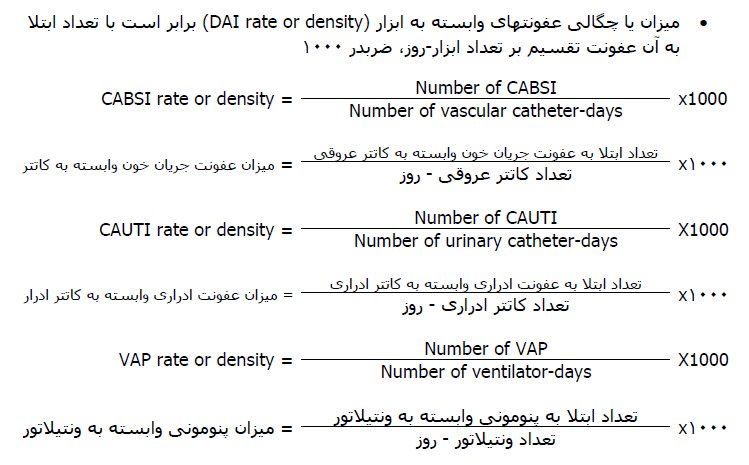 • میزان یا چگالی عفونتهای وابسته به ابزار (DAI rate or density) برابر است با تعداد ابتلا
به آن عفونت تقسیم بر تعداد ابزار-روز، ضربدر ۱۰۰۰
Number of CABSI
CABSI rate or density = x1000
Number of vascular catheter-days
تعداد ابتلا به عفونت جریان خون وابسته به کاتتر عروقی
میزان عفونت جریان خون وابسته به کاتتر = x۱۰۰۰
تعداد کاتتر عروقی - روز
Number of CAUTI
CAUTI rate or density = X1000
Number of urinary catheter-days
تعداد ابتلا به عفونت ادراری وابسته به کاتتر ادراری
میزان عفونت ادراری وابسته به کاتتر ادرار = x۱۰۰۰
تعداد کاتتر ادراری - روز
Number of VAP
VAP rate or density = X1000
Number of ventilator-days
تعداد ابتلا به پنومونی وابسته به ونتیلاتور
میزان پنومونی وابسته به ونتیلاتور = x۱۰۰۰
تعداد ونتیلاتور - روز